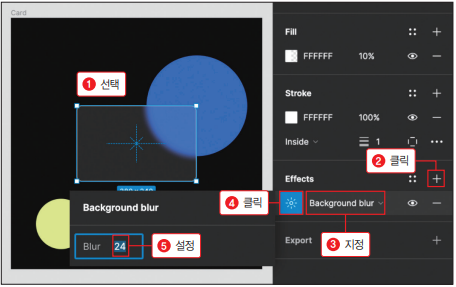 Card
1 선택
Background blur
Blur 24
5 설정
Fill
FFFFFF 10%
Stroke
FFFFFF 100%
Inside 1
2 클릭
Effects
4 클릭
Background blur
3 지정
Export